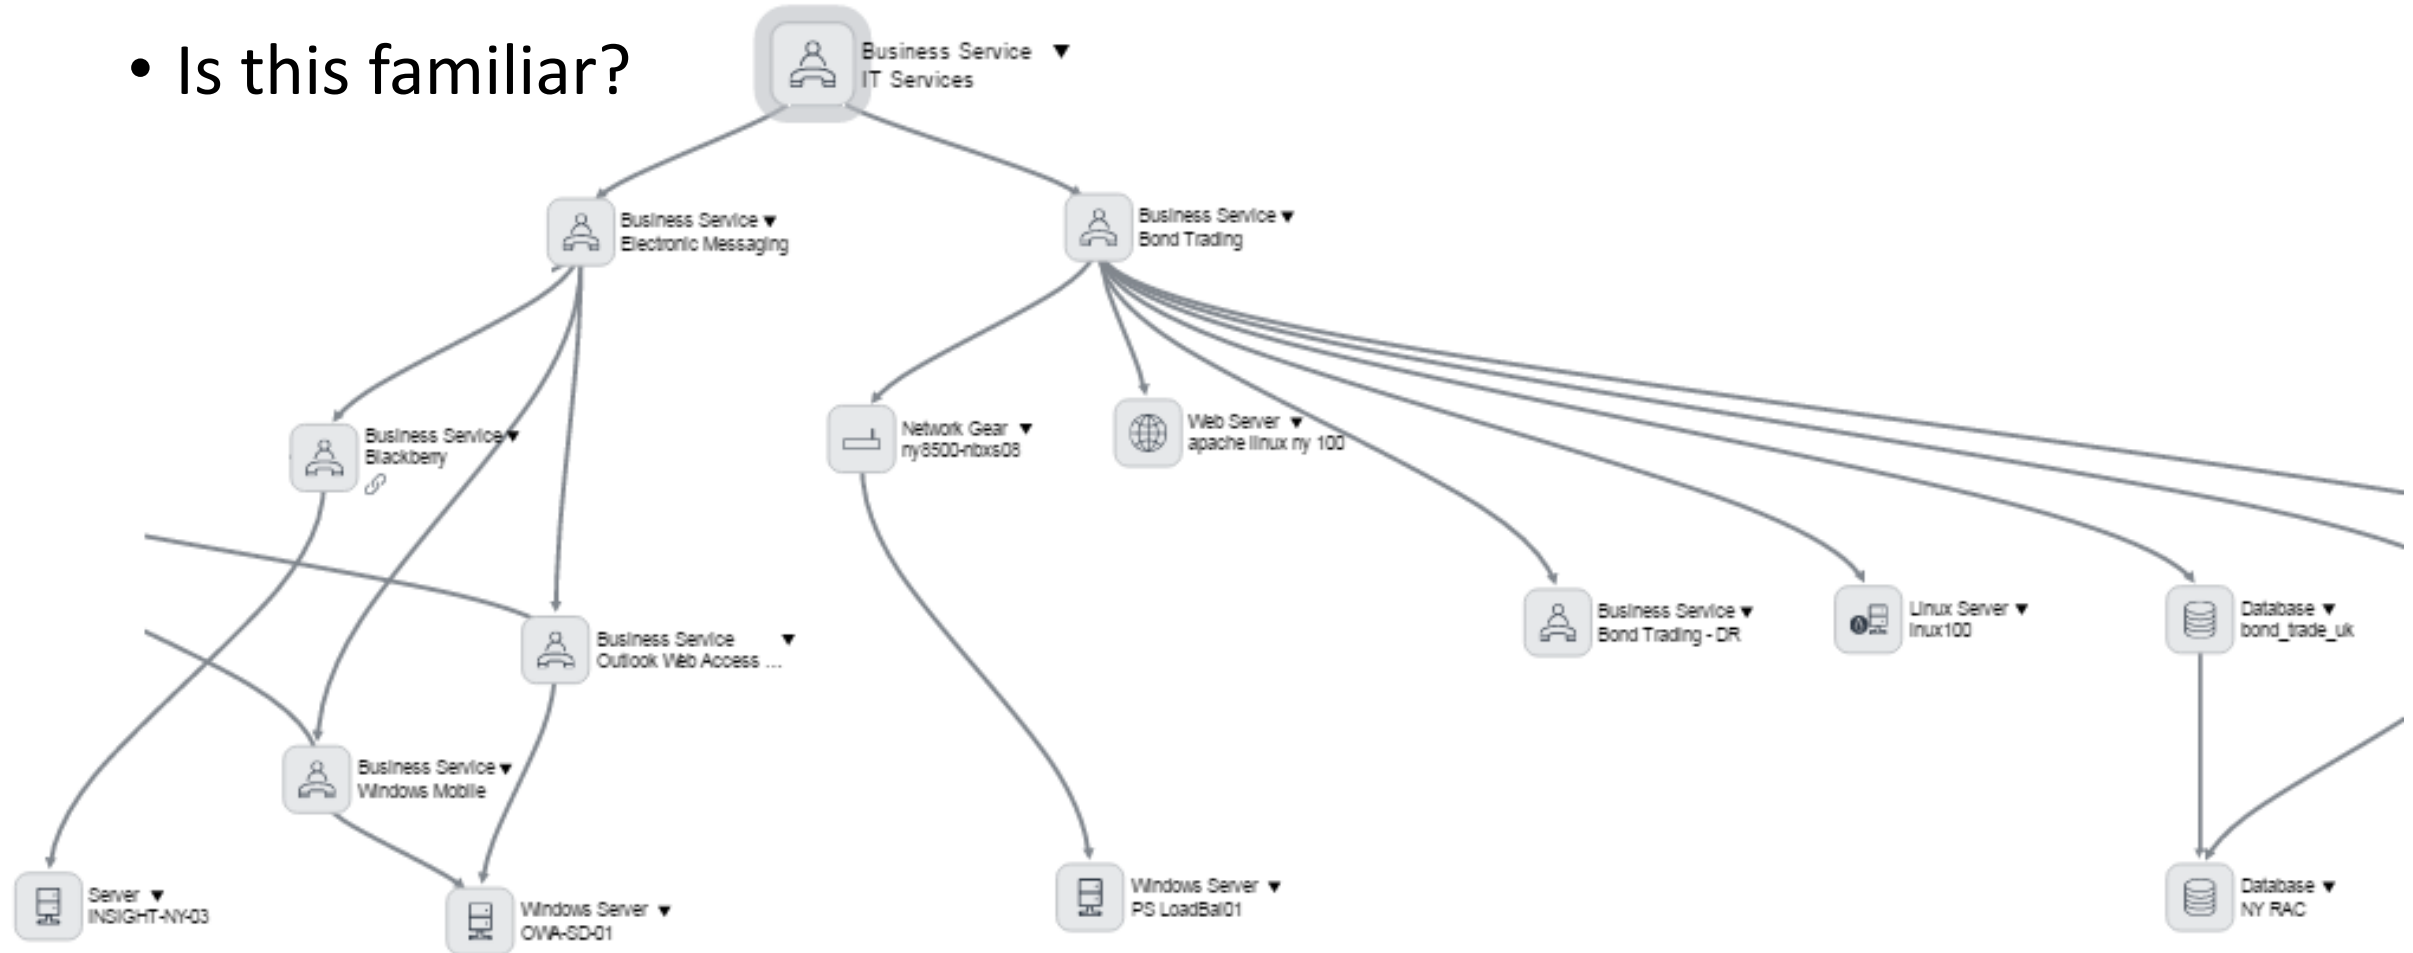 • Is this familiar?
Business Service ▼
IT Services
Business Service ▼
Electronic Messaging
Business Service ▼
Bond Trading
Business Service ▼
Blackberry
Network Gear ▼
ny8500-nbxs08
Web Server ▼
apache linux ny 100
Business Service ▼
Outlook Web Access ...
Business Service ▼
Bond Trading - DR
Linux Server ▼
lnux100
Database ▼
bond_trade_uk
Business Service ▼
Windows Mobile
Server ▼
INSIGHT-NY-03
Windows Server ▼
OWA-SD-01
Windows Server ▼
PS LoadBal01
Database ▼
NY RAC